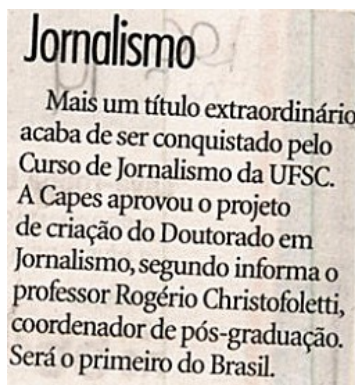 Jornalismo
Mais um título extraordinário
acaba de ser conquistado pelo
Curso de Jornalismo da UFSC.
A Capes aprovou o projeto
de criação do Doutorado em
Jornalismo, segundo informa o
professor Rogério Christofoletti,
coordenador de pós-graduação.
Será o primeiro do Brasil.